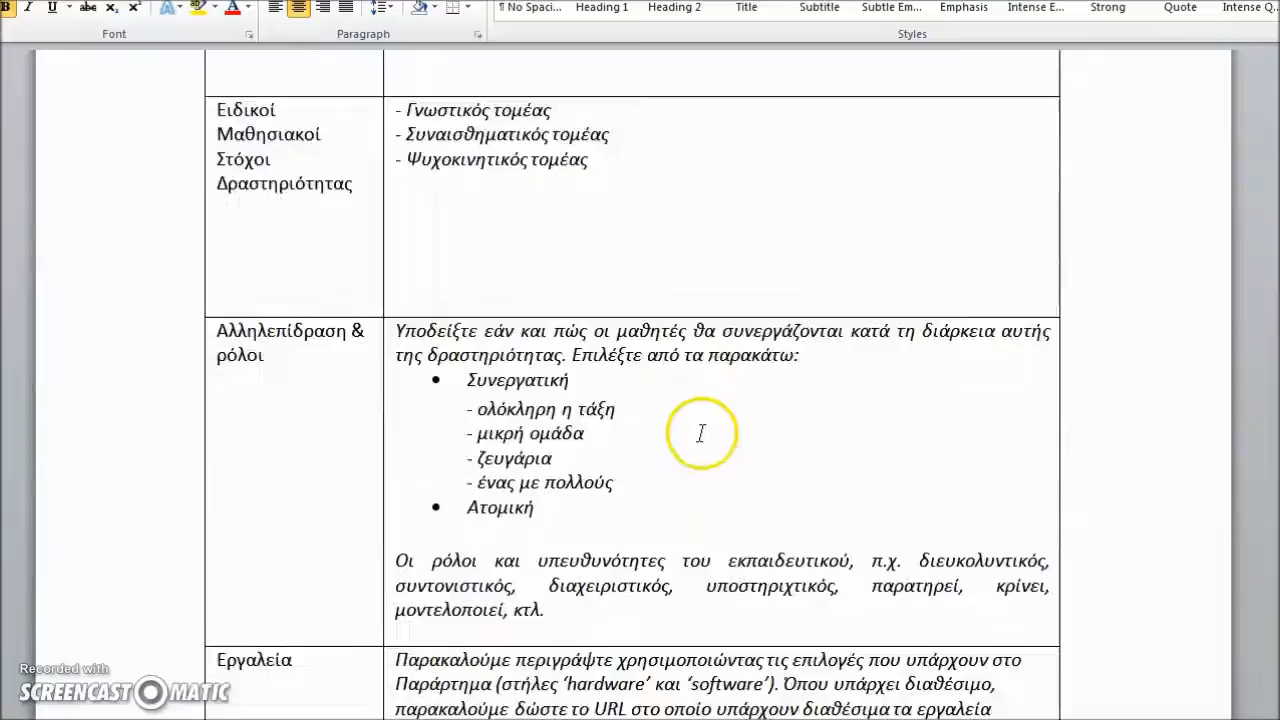 B I U abc X₂ X² A ab A
¶ No Spaci... Heading 1 Heading 2 Title Subtitle Subtle Em... Emphasis Intense E... Strong Quote Intense Q...
Font Paragraph Styles
Ειδικοί
Μαθησιακοί
Στόχοι
Δραστηριότητας
- Γνωστικός τομέας
- Συναισθηματικός τομέας
- Ψυχοκινητικός τομέας
Αλληλεπίδραση &
ρόλοι
Υποδείξτε εάν και πώς οι μαθητές θα συνεργάζονται κατά τη διάρκεια αυτής
της δραστηριότητας. Επιλέξτε από τα παρακάτω:
• Συνεργατική
- ολόκληρη η τάξη
- μικρή ομάδα
- ζευγάρια
- ένας με πολλούς
• Ατομική
Οι ρόλοι και υπευθυνότητες του εκπαιδευτικού, π.χ. διευκολυντικός,
συντονιστικός, διαχειριστικός, υποστηριχτικός, παρατηρεί, κρίνει,
μοντελοποιεί, κτλ.
Εργαλεία
Παρακαλούμε περιγράψτε χρησιμοποιώντας τις επιλογές που υπάρχουν στο
Παράρτημα (στήλες ‘hardware’ και ‘software’). Όπου υπάρχει διαθέσιμο,
παρακαλούμε δώστε το URL στο οποίο υπάρχουν διαθέσιμα τα εργαλεία
Recorded with
SCREENCAST MATIC